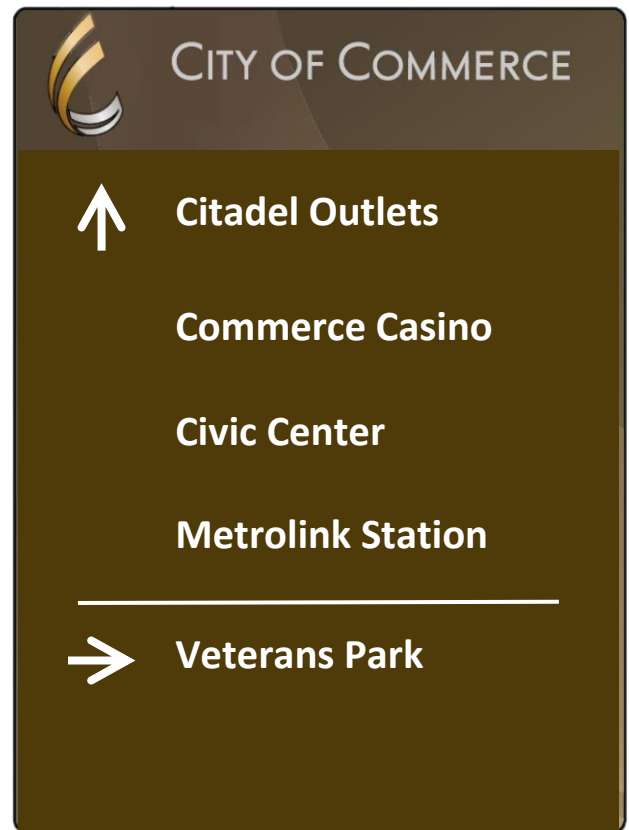 CITY OF COMMERCE
Citadel Outlets
Commerce Casino
Civic Center
Metrolink Station
Veterans Park